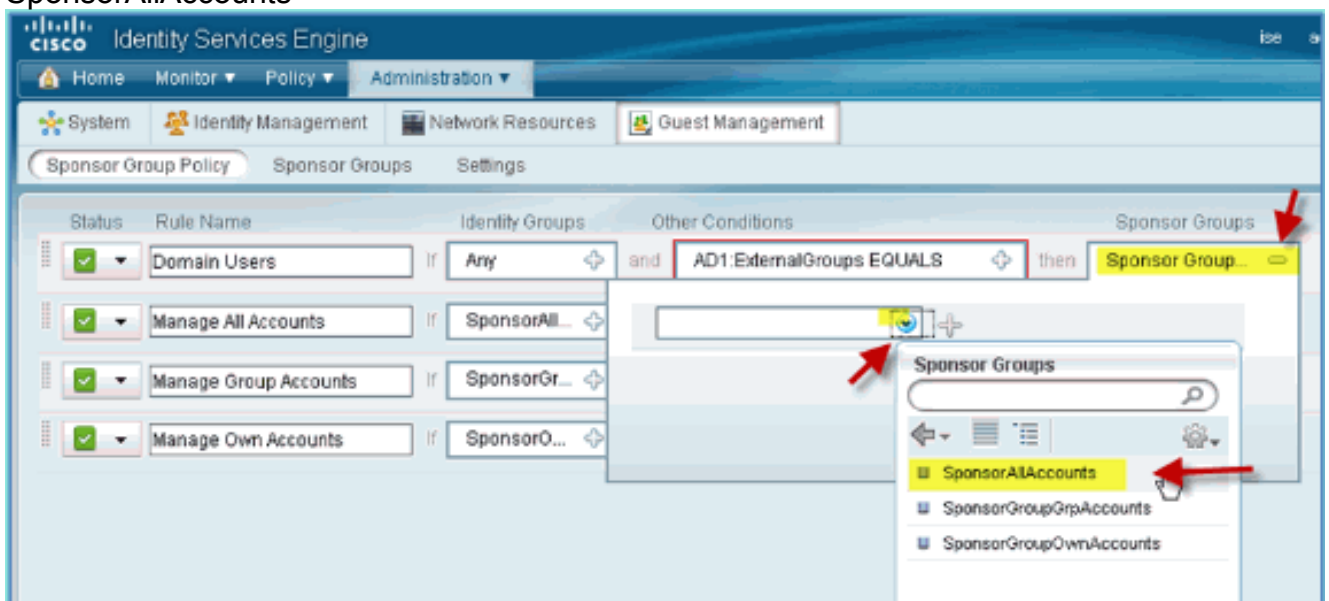 SponsorAllAccounts
CISCO Identity Services Engine ise
Home Monitor Policy Administration
System Identity Management Network Resources Guest Management
Sponsor Group Policy Sponsor Groups Settings
Status Rule Name Identity Groups Other Conditions Sponsor Groups
Domain Users If Any and AD1:ExternalGroups EQUALS then Sponsor Group...
Manage All Accounts If SponsorAll...
Sponsor Groups
Manage Group Accounts If SponsorGr...
Manage Own Accounts If SponsorO...
SponsorAllAccounts
SponsorGroupGrpAccounts
SponsorGroupOwnAccounts